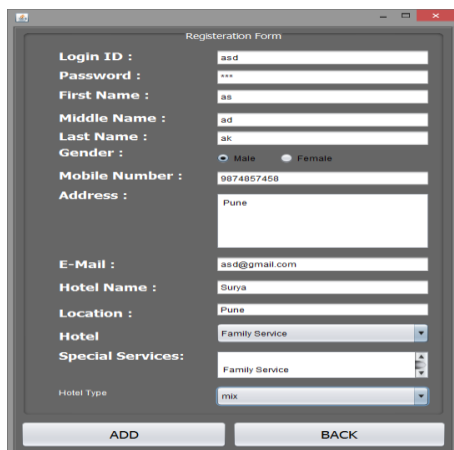 Registeration Form
Login ID : asd
Password : ***
First Name : as
Middle Name : ad
Last Name : ak
Gender : Male Female
Mobile Number : 9874857458
Address : Pune
E-Mail : asd@gmail.com
Hotel Name : Surya
Location : Pune
Hotel Family Service
Special Services: Family Service
Hotel Type mix
ADD BACK